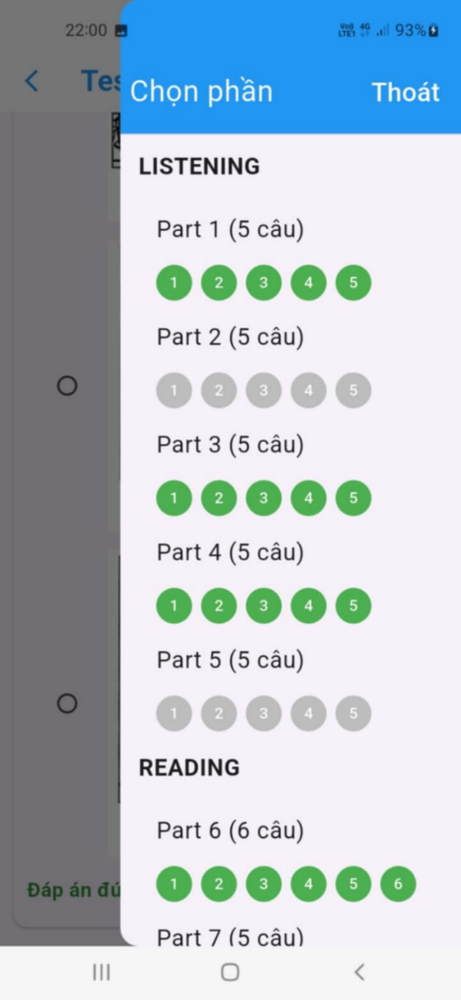 22:00
Voj) LTE1 4G 93%
Tes
Chọn phần
Thoát
LISTENING
Part 1 (5 câu)
1 2 3 4 5
Part 2 (5 câu)
1 2 3 4 5
Part 3 (5 câu)
1 2 3 4 5
Part 4 (5 câu)
1 2 3 4 5
Part 5 (5 câu)
1 2 3 4 5
READING
Part 6 (6 câu)
1 2 3 4 5 6
Đáp án đú
Part 7 (5 câu)